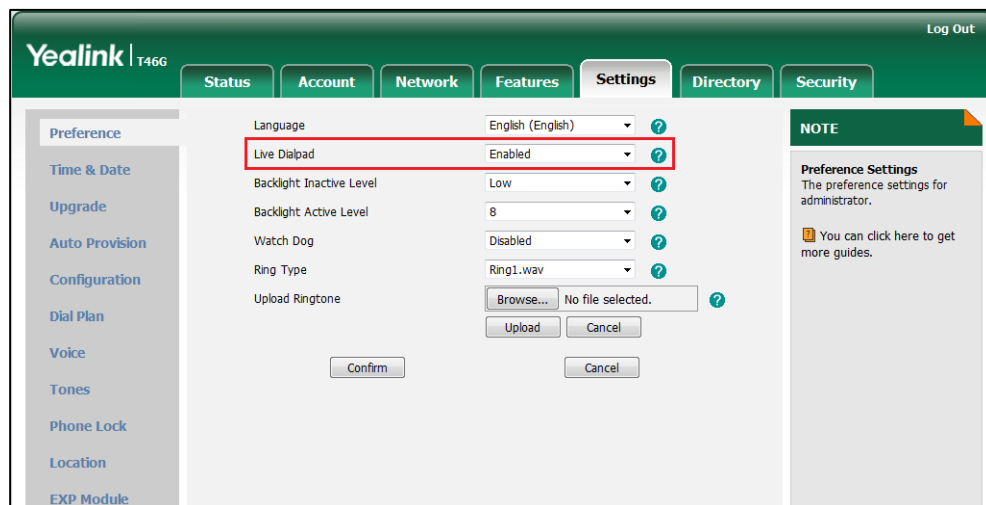 Log Out
Yealink | T46G
Status Account Network Features Settings Directory Security
Preference
Time & Date
Upgrade
Auto Provision
Configuration
Dial Plan
Voice
Tones
Phone Lock
Location
EXP Module
Language English (English) ?
Live Dialpad Enabled ?
Backlight Inactive Level Low ?
Backlight Active Level 8 ?
Watch Dog Disabled ?
Ring Type Ring1.wav ?
Upload Ringtone Browse... No file selected. ?
Upload Cancel
Confirm Cancel
NOTE
Preference Settings
The preference settings for
administrator.
? You can click here to get
more guides.